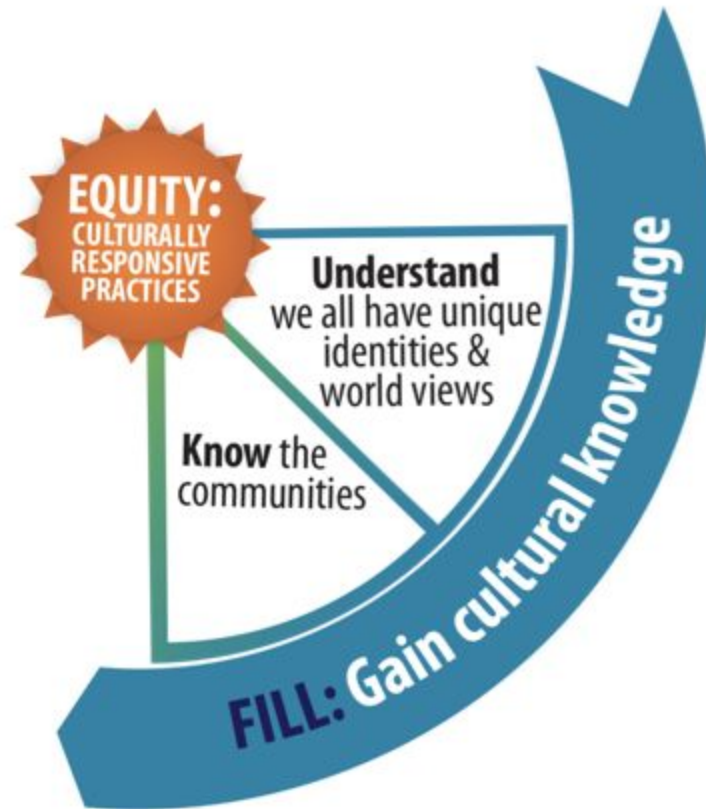 EQUITY:
CULTURALLY
RESPONSIVE
PRACTICES
Understand
we all have unique
identities &
world views
Know the
communities
FILL: Gain cultural knowledge